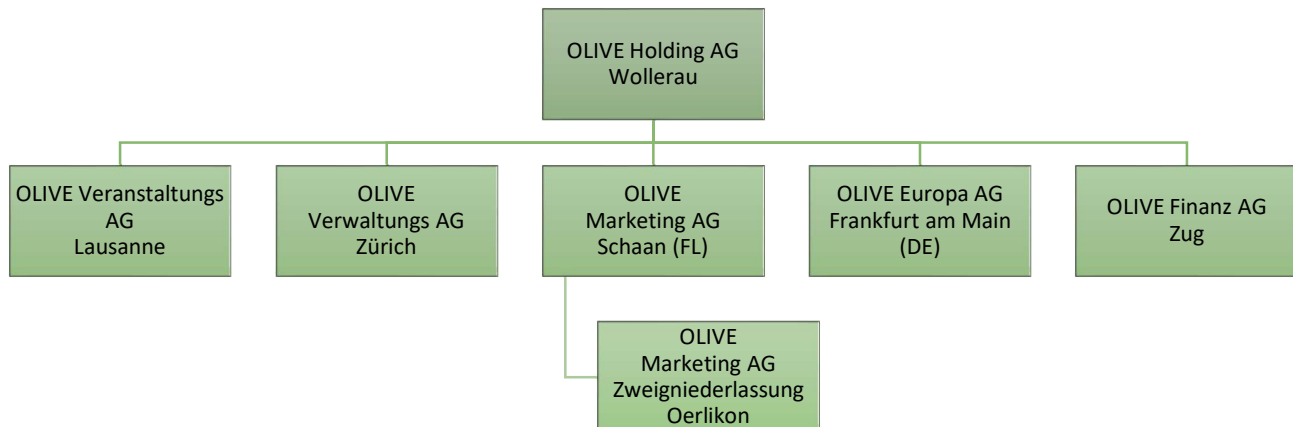 OLIVE Holding AG
Wollerau
OLIVE Veranstaltungs
AG
Lausanne
OLIVE
Verwaltungs AG
Zürich
OLIVE
Marketing AG
Schaan (FL)
OLIVE Europa AG
Frankfurt am Main
(DE)
OLIVE Finanz AG
Zug
OLIVE
Marketing AG
Zweigniederlassung
Oerlikon